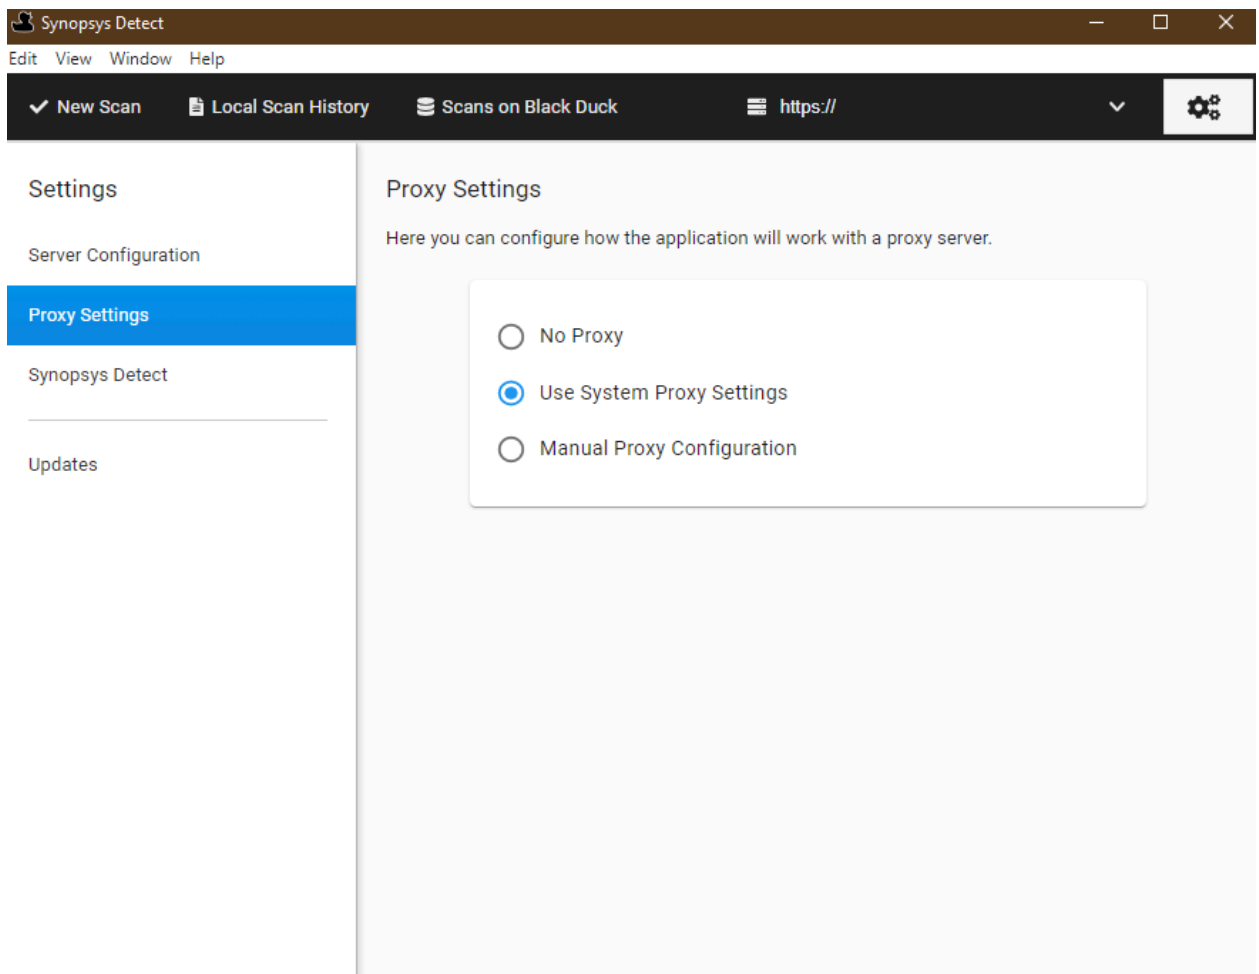 Synopsys Detect
Edit View Window Help
New Scan Local Scan History Scans on Black Duck https://
Settings
Server Configuration
Proxy Settings
Synopsys Detect
Updates
Proxy Settings
Here you can configure how the application will work with a proxy server.
No Proxy
Use System Proxy Settings
Manual Proxy Configuration